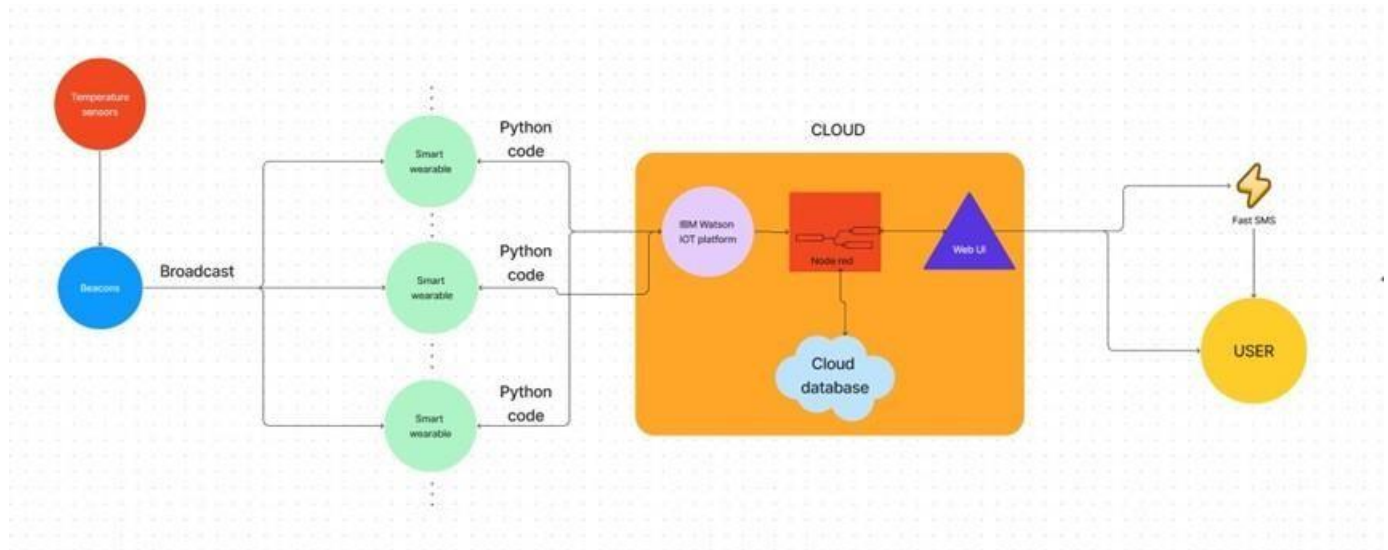 Temperature
sensors
Beacons
Broadcast
Smart
wearable
Python
code
Smart
wearable
Python
code
Smart
wearable
Python
code
CLOUD
IBM Watson
IOT platform
Node red
Web UI
Cloud
database
Fast SMS
USER